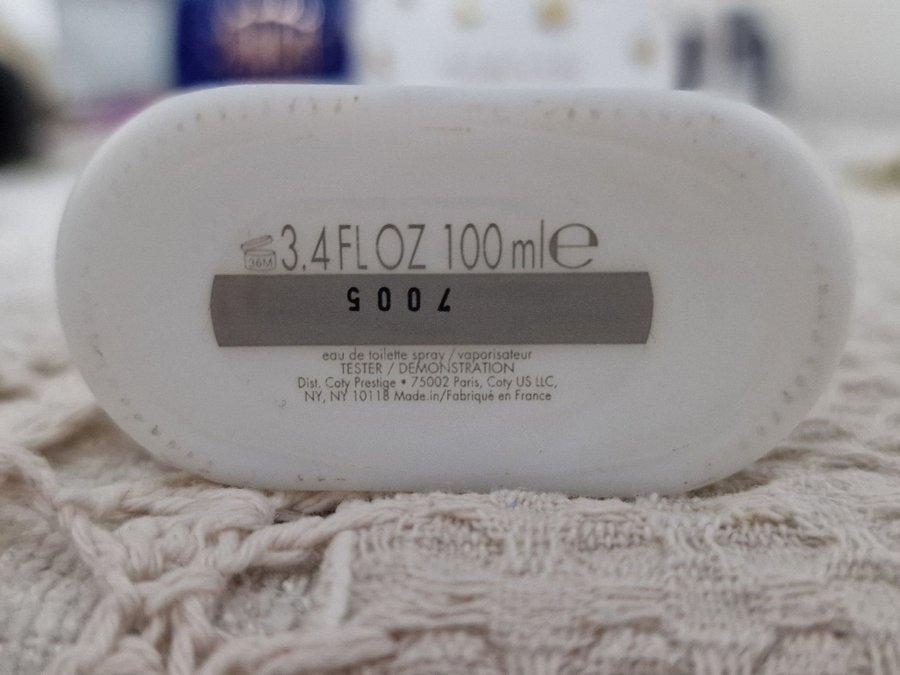 36M 3.4 FL OZ 100 ml e
7005
eau de toilette spray / vaporisateur
TESTER / DEMONSTRATION
Dist. Coty Prestige • 75002 Paris, Coty US LLC,
NY, NY 10118 Made.in/Fabriqué en France